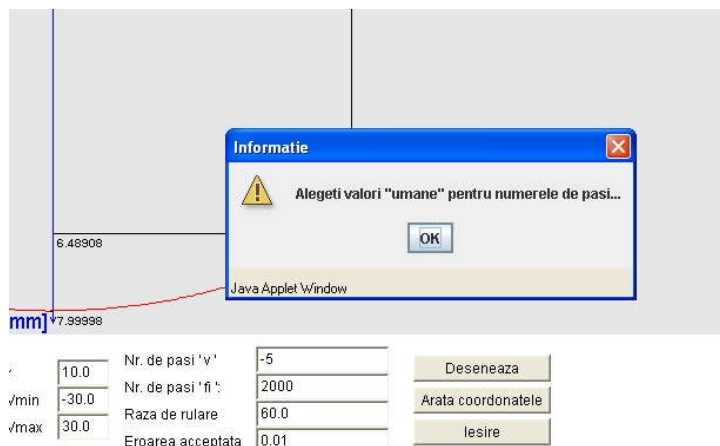 Informatie
Alegeti valori "umane" pentru numerele de pasi...
OK
Java Applet Window
6.48908
mm] 7.99998
10.0
/min -30.0
/max 30.0
Nr. de pasi 'v' -5
Nr. de pasi 'fi': 2000
Raza de rulare 60.0
Eroarea acceptata 0.01
Deseneaza
Arata coordonatele
Iesire